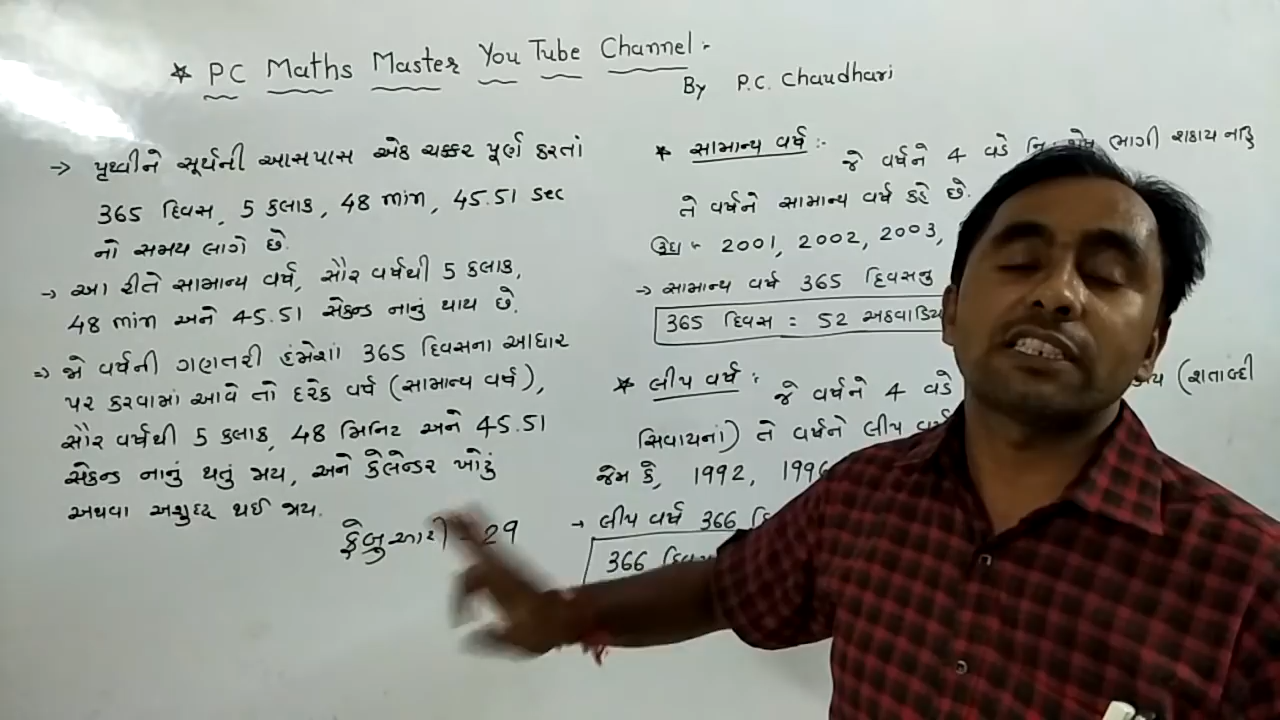 ★ PC Maths Master You Tube Channel :-
By P.C. Chaudhari
→ પૃથ્વીને સૂર્યની આસપાસ એક ચક્કર પૂર્ણ કરતાં
365 દિવસ, 5 કલાક, 48 માંન, 45.51 sec
નો સમય લાગે છે.
→ આ રીતે સામાન્ય વર્ષ, સૌર વર્ષથી 5 કલાક,
48 માંન અને 45.51 સેકન્ડ નાનું થાય છે.
⇒ જો વર્ષની ગણતરી હંમેશાં 365 દિવસના આધાર
પર કરવામાં આવે તો દરેક વર્ષ (સામાન્ય વર્ષ),
સૌર વર્ષથી 5 કલાક, 48 મિનિટ અને 45.51
સેકન્ડ નાનું થતું જાય, અને કેલેન્ડર ખોટું
અથવા અશુદ્ધ થઈ જાય.
ફેબ્રુઆરી - 29
★ સામાન્ય વર્ષ :-
જે વર્ષને 4 વડે ભાગી શકાય નહિ
તે વર્ષને સામાન્ય વર્ષ કહે છે.
ઉદા :- 2001, 2002, 2003,
→ સામાન્ય વર્ષ 365 દિવસનુ
365 દિવસ = 52
★ લીપ વર્ષ :
જે વર્ષને 4 વડે (શતાબ્દી
સિવાયનાં) તે વર્ષને લીપ
જેમ કે, 1992, 1996
→ લીપ વર્ષ 366
366